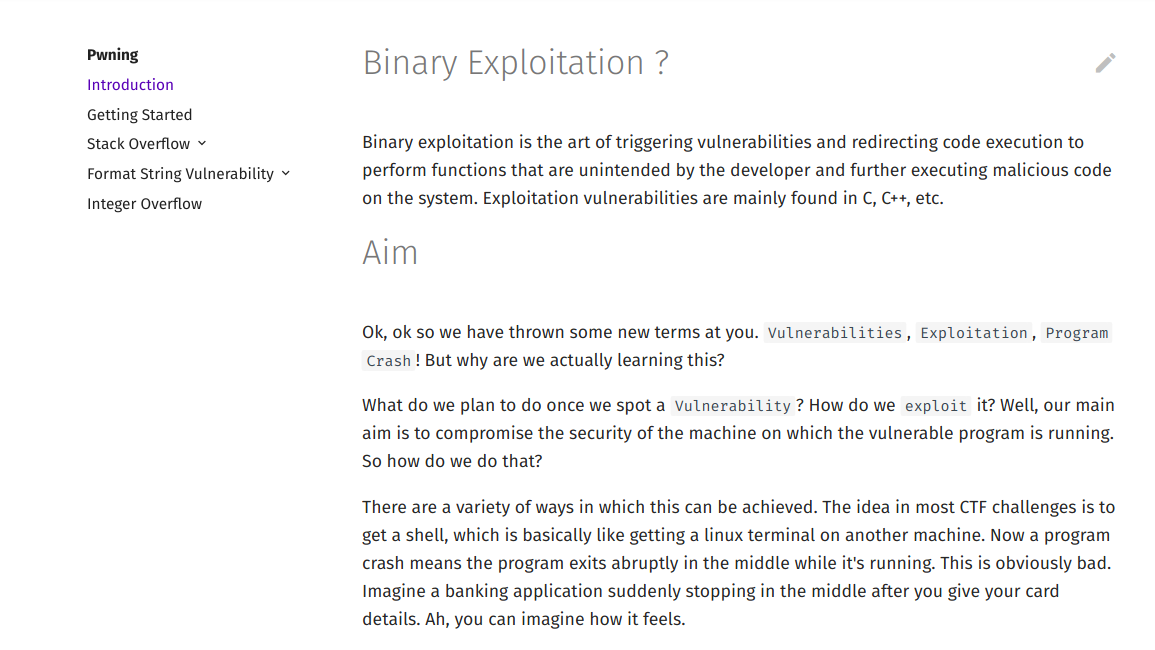 Pwning
Introduction
Getting Started
Stack Overflow
Format String Vulnerability
Integer Overflow
Binary Exploitation ?
Binary exploitation is the art of triggering vulnerabilities and redirecting code execution to
perform functions that are unintended by the developer and further executing malicious code
on the system. Exploitation vulnerabilities are mainly found in C, C++, etc.
Aim
Ok, ok so we have thrown some new terms at you. Vulnerabilities, Exploitation, Program
Crash! But why are we actually learning this?
What do we plan to do once we spot a Vulnerability? How do we exploit it? Well, our main
aim is to compromise the security of the machine on which the vulnerable program is running.
So how do we do that?
There are a variety of ways in which this can be achieved. The idea in most CTF challenges is to
get a shell, which is basically like getting a linux terminal on another machine. Now a program
crash means the program exits abruptly in the middle while it's running. This is obviously bad.
Imagine a banking application suddenly stopping in the middle after you give your card
details. Ah, you can imagine how it feels.